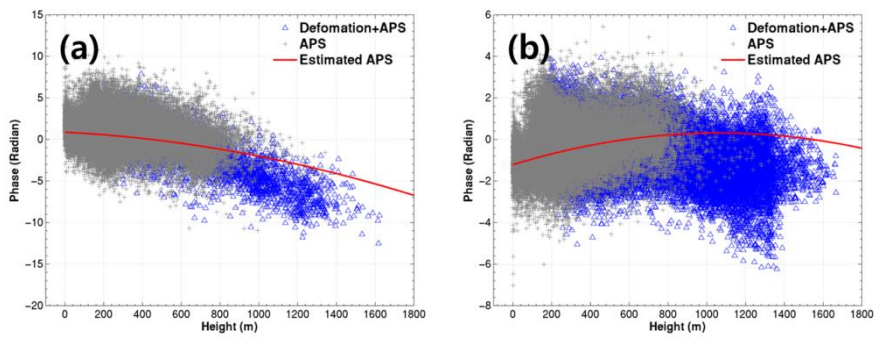 (a)
Defomation+APS
APS
Estimated APS
15
10
5
0
−5
−10
−15
−20
Phase (Radian)
0 200 400 600 800 1000 1200 1400 1600 1800
Height (m)
(b)
Defomation+APS
APS
Estimated APS
6
4
2
0
−2
−4
−6
−8
Phase (Radian)
0 200 400 600 800 1000 1200 1400 1600 1800
Height (m)